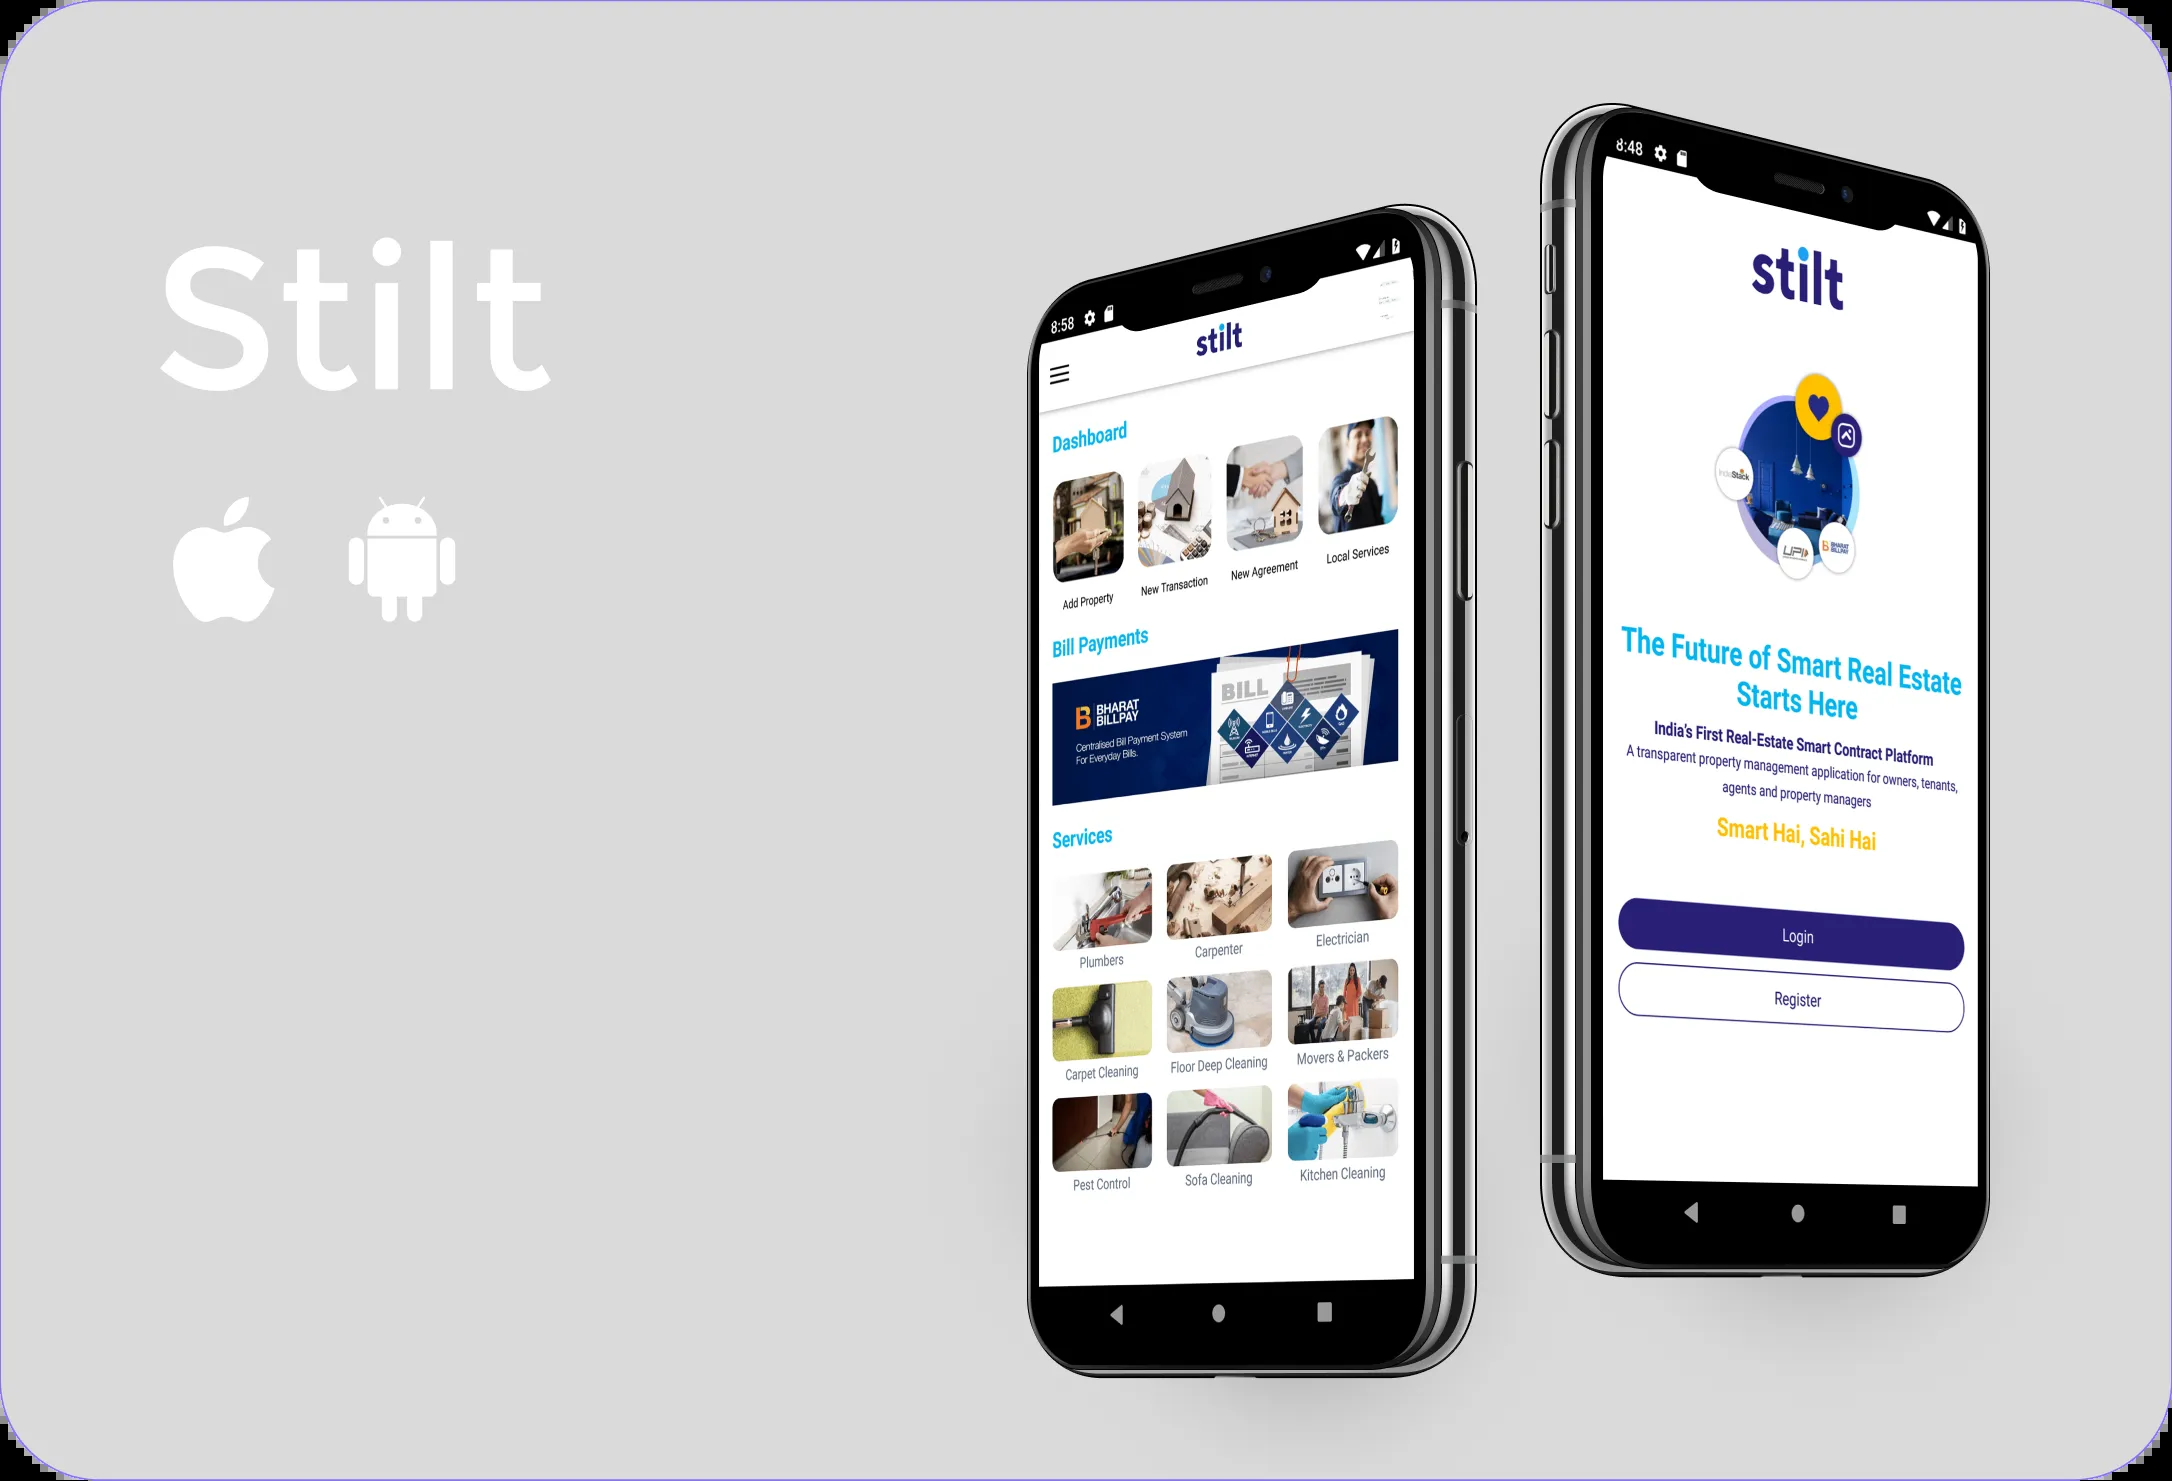 Stilt
8:58
stilt
Dashboard
Add Property
New Transaction
New Agreement
Local Services
Bill Payments
B BHARAT
BILLPAY
Centralised Bill Payment System
For Everyday Bills.
BILL
Services
Plumbers
Carpenter
Electrician
Carpet Cleaning
Floor Deep Cleaning
Movers & Packers
Pest Control
Sofa Cleaning
Kitchen Cleaning
8:48
stilt
IndiaStack
UPI
B BHARAT
BILLPAY
The Future of Smart Real Estate
Starts Here
India's First Real-Estate Smart Contract Platform
A transparent property management application for owners, tenants,
agents and property managers
Smart Hai, Sahi Hai
Login
Register